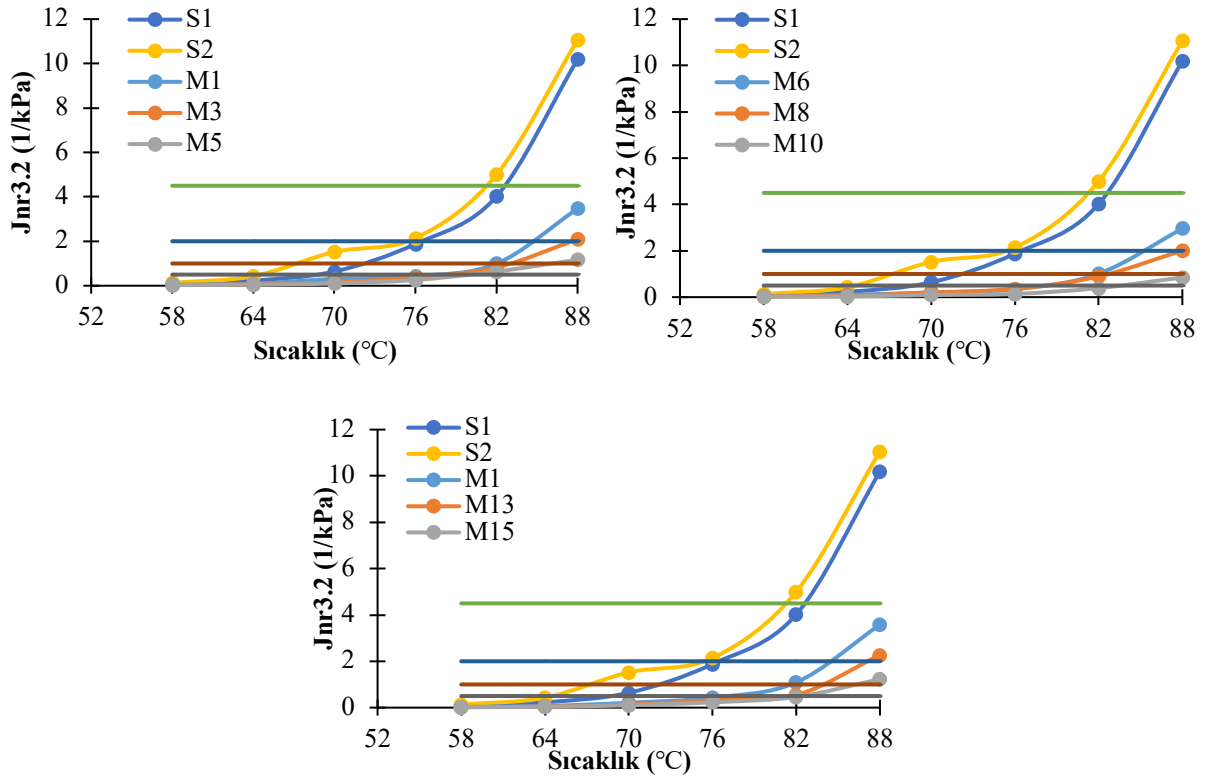 S1
S2
M1
M3
M5
Jnr3.2 (1/kPa)
12
10
8
6
4
2
0
52 58 64 70 76 82 88
Sıcaklık (°C)
S1
S2
M6
M8
M10
Jnr3.2 (1/kPa)
12
10
8
6
4
2
0
52 58 64 70 76 82 88
Sıcaklık (°C)
S1
S2
M1
M13
M15
Jnr3.2 (1/kPa)
12
10
8
6
4
2
0
52 58 64 70 76 82 88
Sıcaklık (°C)